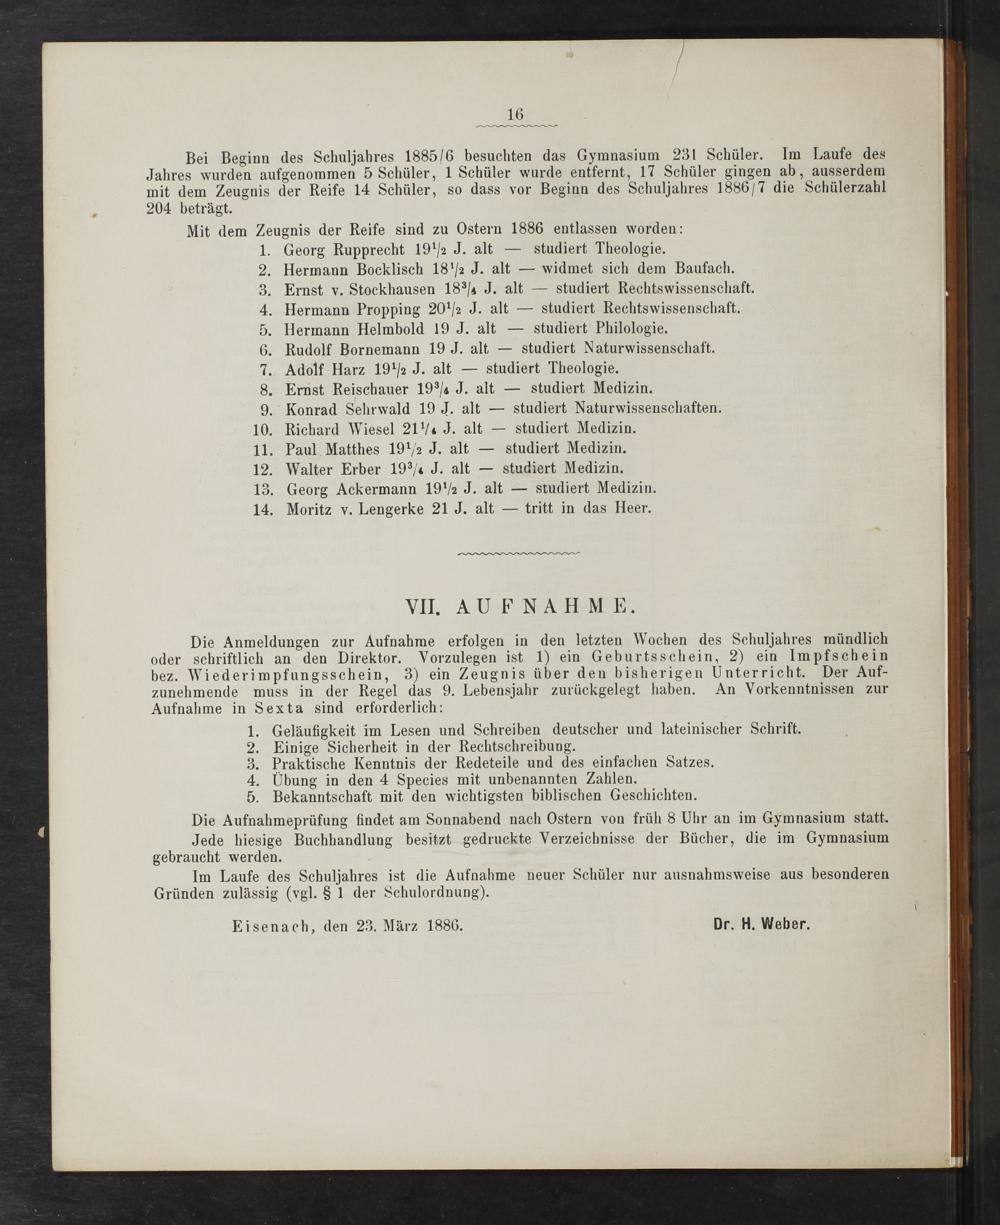 16
Bei Beginn des Schuljahres 1885/6 besuchten das Gymnasium 231 Schüler. Im Laufe des
Jahres wurden aufgenommen 5 Schüler, 1 Schüler wurde entfernt, 17 Schüler gingen ab, ausserdem
mit dem Zeugnis der Reife 14 Schüler, so dass vor Beginn des Schuljahres 1886/7 die Schülerzahl
204 beträgt.
Mit dem Zeugnis der Reife sind zu Ostern 1886 entlassen worden:
1. Georg Rupprecht 19½ J. alt — studiert Theologie.
2. Hermann Bocklisch 18½ J. alt — widmet sich dem Baufach.
3. Ernst v. Stockhausen 18¾ J. alt — studiert Rechtswissenschaft.
4. Hermann Propping 20½ J. alt — studiert Rechtswissenschaft.
5. Hermann Helmbold 19 J. alt — studiert Philologie.
6. Rudolf Bornemann 19 J. alt — studiert Naturwissenschaft.
7. Adolf Harz 19½ J. alt — studiert Theologie.
8. Ernst Reischauer 19¾ J. alt — studiert Medizin.
9. Konrad Sehrwald 19 J. alt — studiert Naturwissenschaften.
10. Richard Wiesel 21¼ J. alt — studiert Medizin.
11. Paul Matthes 19½ J. alt — studiert Medizin.
12. Walter Erber 19¾ J. alt — studiert Medizin.
13. Georg Ackermann 19½ J. alt — studiert Medizin.
14. Moritz v. Lengerke 21 J. alt — tritt in das Heer.
VII. AUFNAHME.
Die Anmeldungen zur Aufnahme erfolgen in den letzten Wochen des Schuljahres mündlich
oder schriftlich an den Direktor. Vorzulegen ist 1) ein Geburtsschein, 2) ein Impfschein
bez. Wiederimpfungsschein, 3) ein Zeugnis über den bisherigen Unterricht. Der Auf-
zunehmende muss in der Regel das 9. Lebensjahr zurückgelegt haben. An Vorkenntnissen zur
Aufnahme in Sexta sind erforderlich:
1. Geläufigkeit im Lesen und Schreiben deutscher und lateinischer Schrift.
2. Einige Sicherheit in der Rechtschreibung.
3. Praktische Kenntnis der Redeteile und des einfachen Satzes.
4. Übung in den 4 Species mit unbenannten Zahlen.
5. Bekanntschaft mit den wichtigsten biblischen Geschichten.
Die Aufnahmeprüfung findet am Sonnabend nach Ostern von früh 8 Uhr an im Gymnasium statt.
Jede hiesige Buchhandlung besitzt gedruckte Verzeichnisse der Bücher, die im Gymnasium
gebraucht werden.
Im Laufe des Schuljahres ist die Aufnahme neuer Schüler nur ausnahmsweise aus besonderen
Gründen zulässig (vgl. § 1 der Schulordnung).
Eisenach, den 23. März 1886. Dr. H. Weber.